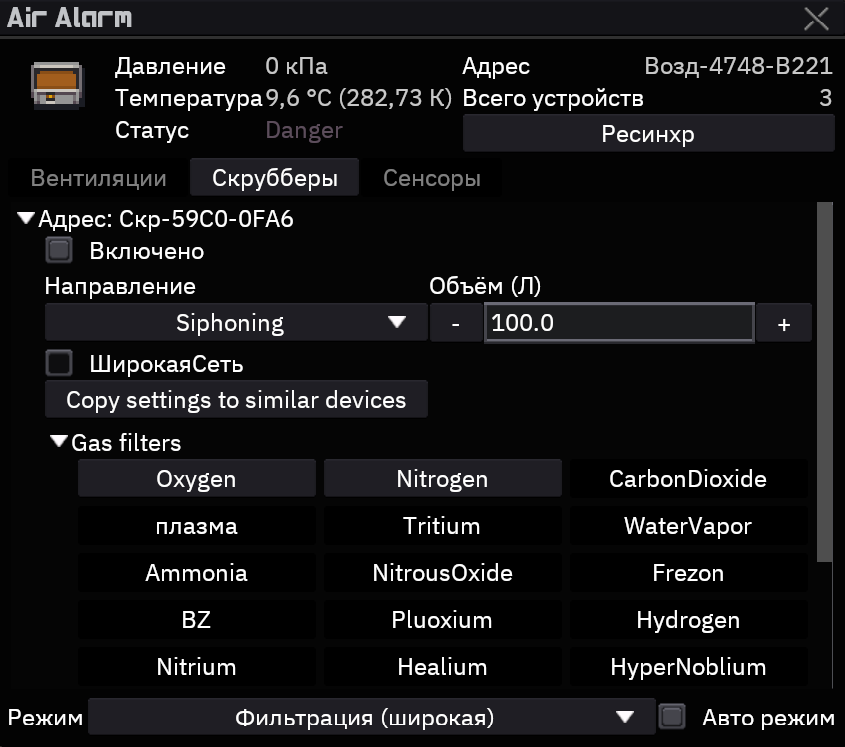 Air Alarm
Давление 0 кПа Адрес Возд-4748-B221
Температура 9,6 °C (282,73 K) Всего устройств 3
Статус Danger Ресинхр
Вентиляции Скрубберы Сенсоры
Адрес: Скр-59C0-0FA6
Включено
Направление Объём (Л)
Siphoning - 100.0 +
ШирокаяСеть
Copy settings to similar devices
Gas filters
Oxygen Nitrogen CarbonDioxide
плазма Tritium WaterVapor
Ammonia NitrousOxide Frezon
BZ Pluoxium Hydrogen
Nitrium Healium HyperNoblium
Режим Фильтрация (широкая) Авто режим